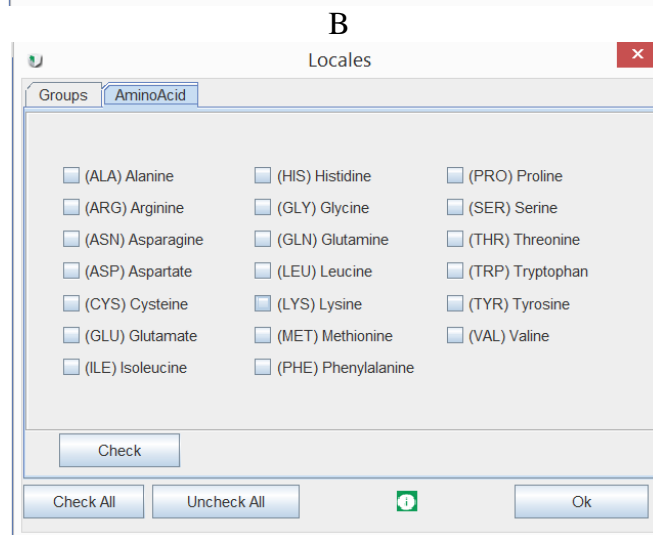 B
Locales
Groups AminoAcid
(ALA) Alanine (HIS) Histidine (PRO) Proline
(ARG) Arginine (GLY) Glycine (SER) Serine
(ASN) Asparagine (GLN) Glutamine (THR) Threonine
(ASP) Aspartate (LEU) Leucine (TRP) Tryptophan
(CYS) Cysteine (LYS) Lysine (TYR) Tyrosine
(GLU) Glutamate (MET) Methionine (VAL) Valine
(ILE) Isoleucine (PHE) Phenylalanine
Check
Check All Uncheck All Ok